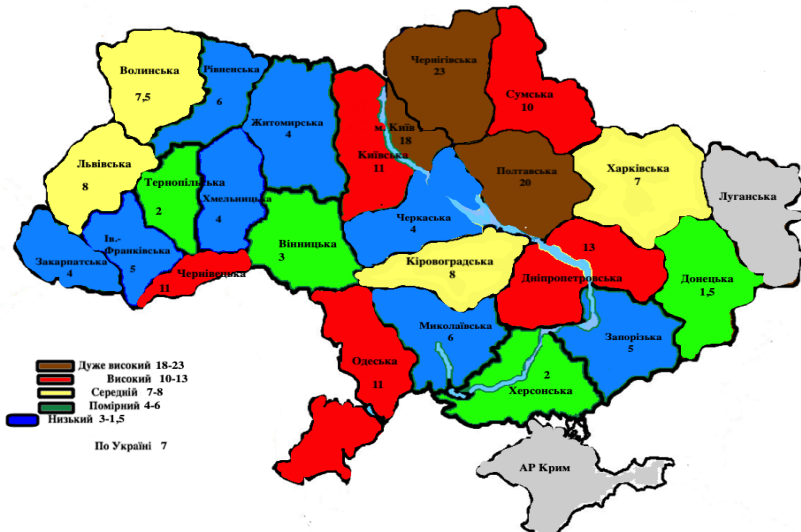 Волинська
7,5
Рівненська
6
Житомирська
4
Чернігівська
23
Сумська
10
м. Київ
18
Київська
11
Львівська
8
Тернопільська
2
Хмельницька
4
Полтавська
20
Харківська
7
Луганська
Черкаська
4
Вінницька
3
Ів.-
Франківська
5
Закарпатська
4
Чернівецька
11
Кіровоградська
8
13
Дніпропетровська
Донецька
1,5
Миколаївська
6
Запорізька
5
Одеська
11
2
Херсонська
АР Крим
Дуже високий 18-23
Високий 10-13
Середній 7-8
Помірний 4-6
Низький 3-1,5
По Україні 7